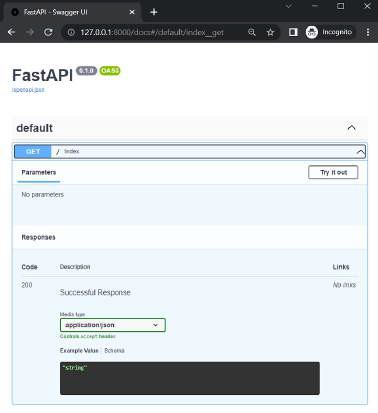 FastAPI - Swagger UI
127.0.0.1:8000/docs#/default/index__get
Incognito
FastAPI 0.1.0 OAS3
/openapi.json
default
GET / Index
Parameters
Try it out
No parameters
Responses
Code Description Links
200 Successful Response No links
Media type
application/json
Controls Accept header.
Example Value | Schema
"string"